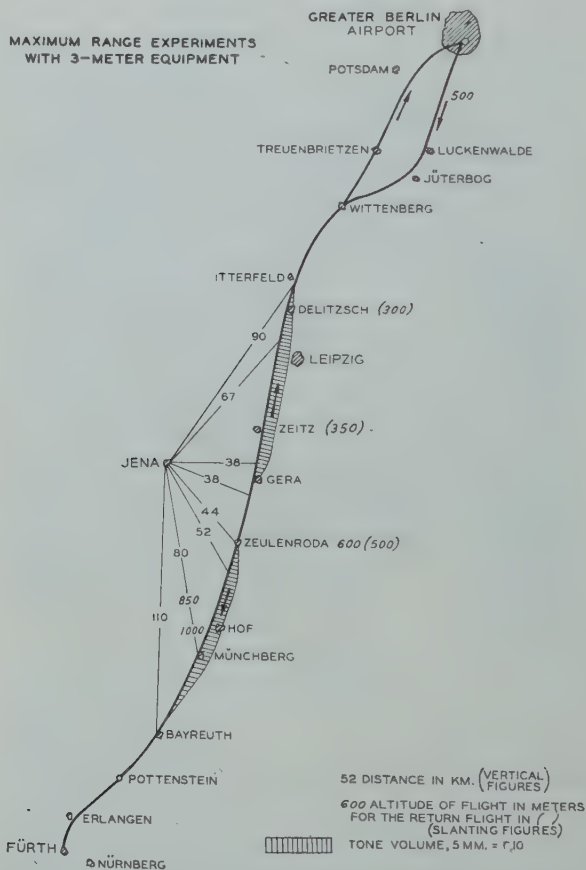 GREATER BERLIN
AIRPORT
MAXIMUM RANGE EXPERIMENTS
WITH 3-METER EQUIPMENT
POTSDAM
500
TREUENBRIETZEN
LUCKENWALDE
JÜTERBOG
WITTENBERG
ITTERFELD
DELITZSCH (300)
90
LEIPZIG
67
ZEITZ (350)
JENA
38
38
GERA
44
52
ZEULENRODA 600 (500)
80
850
110
1000
HOF
MÜNCHBERG
BAYREUTH
POTTENSTEIN
52 DISTANCE IN KM. (VERTICAL
FIGURES)
600 ALTITUDE OF FLIGHT IN METERS
FOR THE RETURN FLIGHT IN ( )
(SLANTING FIGURES)
TONE VOLUME, 5 MM. =
ERLANGEN
FÜRTH
NÜRNBERG